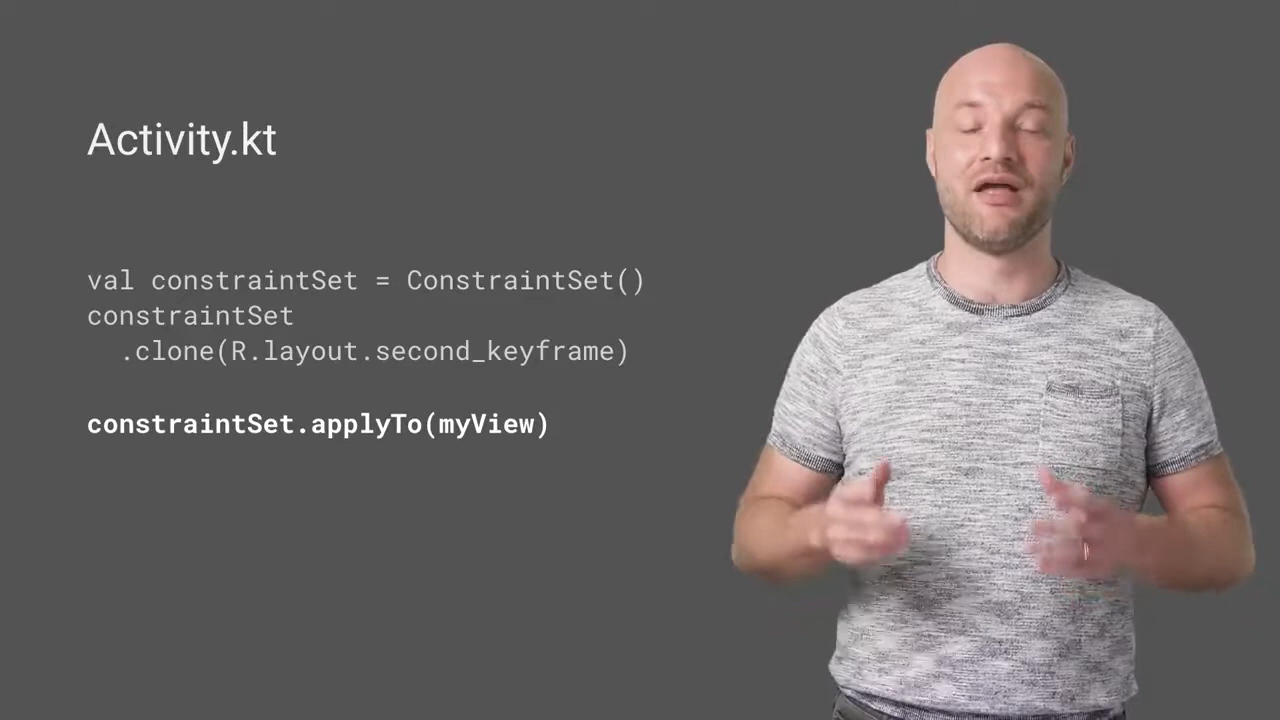 Activity.kt
val constraintSet = ConstraintSet()
constraintSet
  .clone(R.layout.second_keyframe)
constraintSet.applyTo(myView)